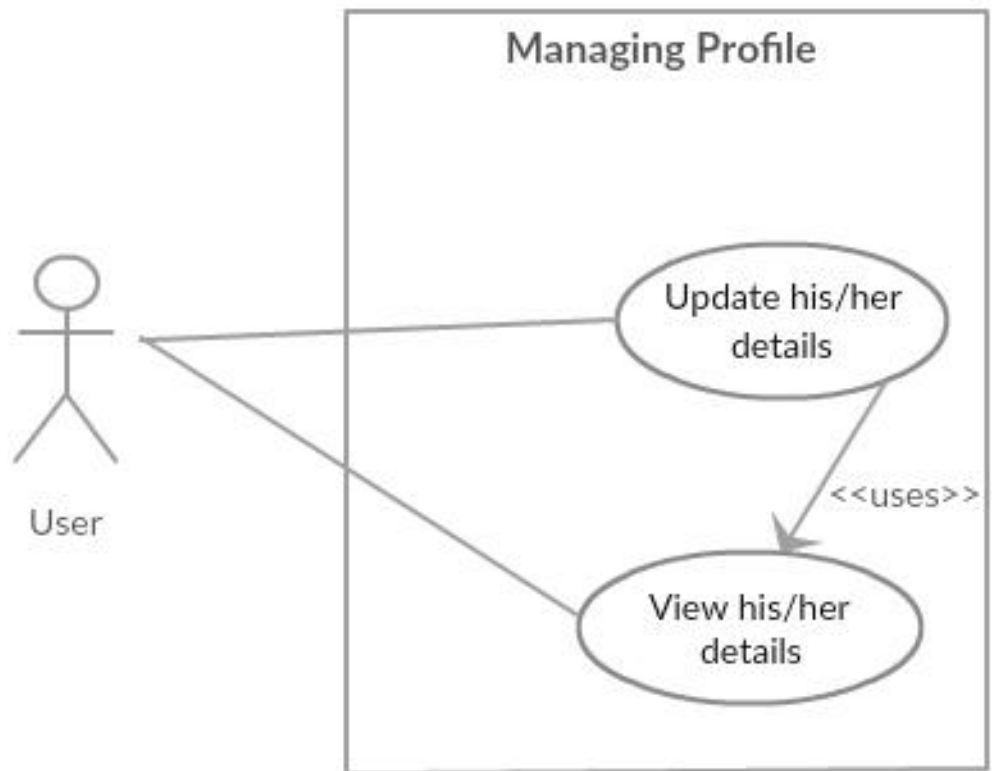 Managing Profile
Update his/her
details
<<uses>>
User
View his/her
details